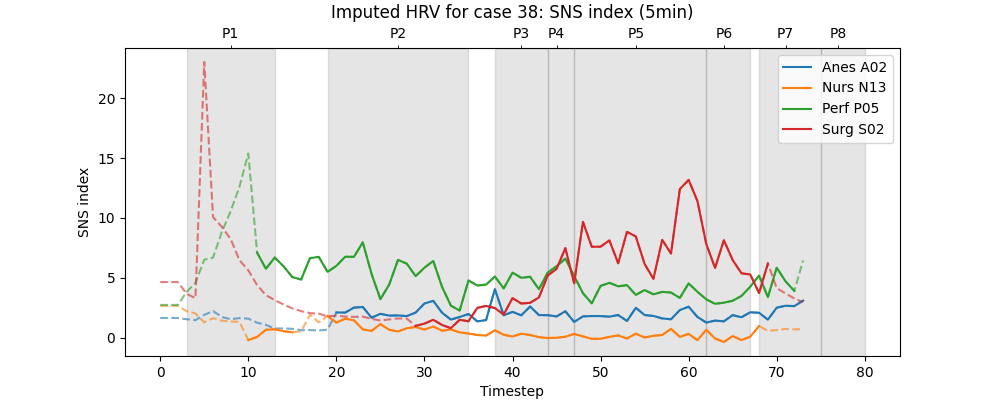 Imputed HRV for case 38: SNS index (5min)
P1 P2 P3 P4 P5 P6 P7 P8
Anes A02
Nurs N13
Perf P05
Surg S02
20
15
10
5
0
SNS index
0 10 20 30 40 50 60 70 80
Timestep